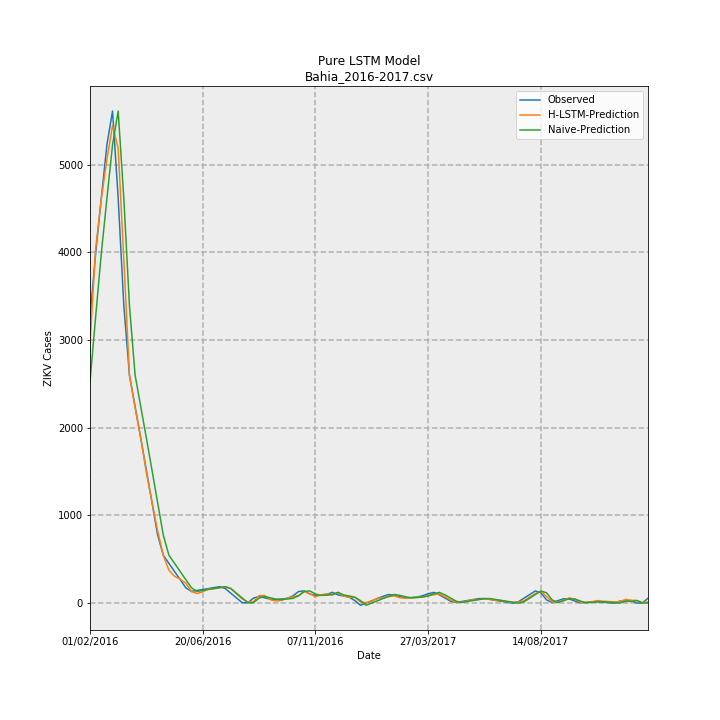 Pure LSTM Model
Bahia_2016-2017.csv
Observed
H-LSTM-Prediction
Naive-Prediction
5000
4000
3000
2000
1000
0
ZIKV Cases
01/02/2016 20/06/2016 07/11/2016 27/03/2017 14/08/2017
Date